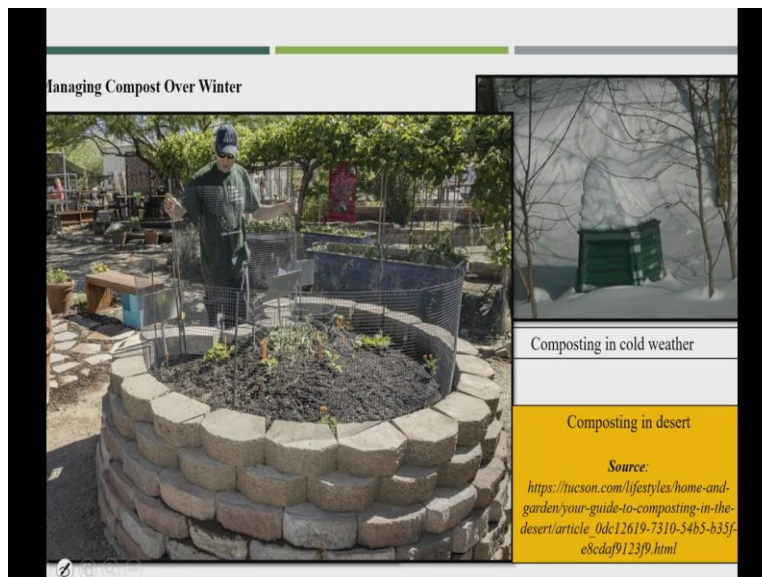 Managing Compost Over Winter
Composting in cold weather
Composting in desert
Source:
https://tucson.com/lifestyles/home-and-
garden/your-guide-to-composting-in-the-
desert/article_0dc12619-7310-54b5-b35f-
e8cdaf9123f9.html